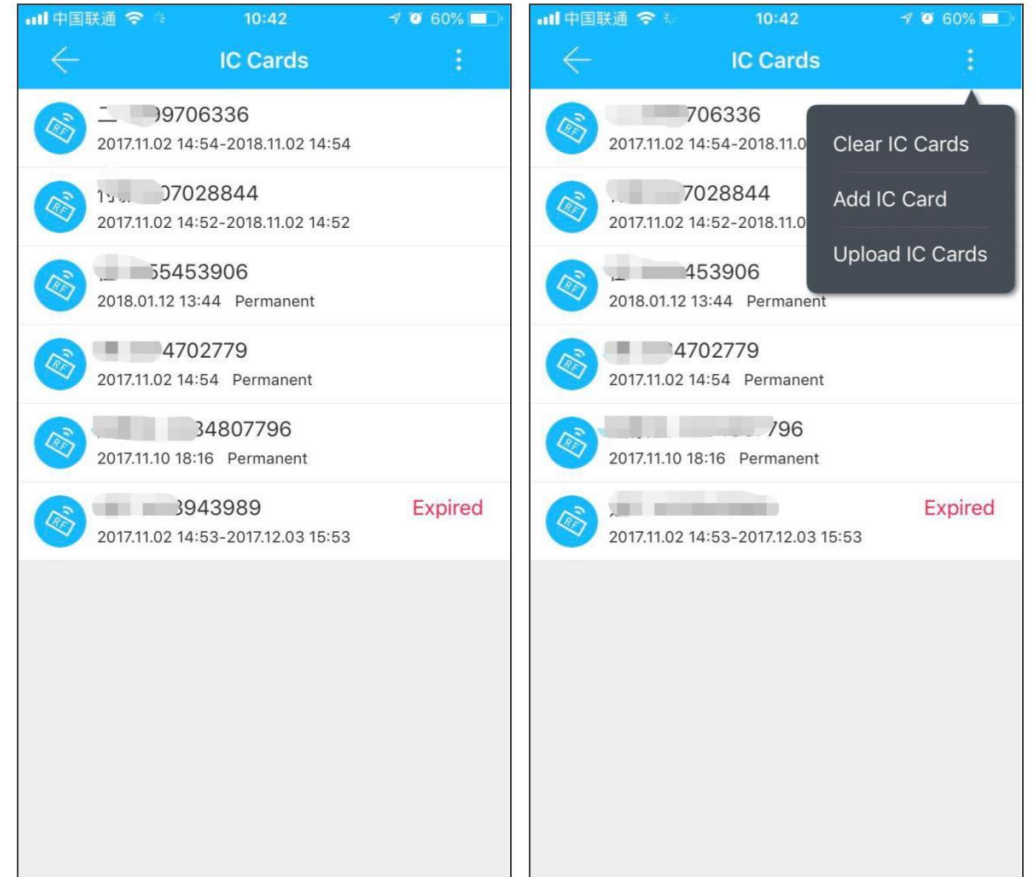 中国联通 10:42 60%
IC Cards
99706336
2017.11.02 14:54-2018.11.02 14:54
07028844
2017.11.02 14:52-2018.11.02 14:52
55453906
2018.01.12 13:44 Permanent
4702779
2017.11.02 14:54 Permanent
34807796
2017.11.10 18:16 Permanent
3943989 Expired
2017.11.02 14:53-2017.12.03 15:53
中国联通 10:42 60%
IC Cards
706336
2017.11.02 14:54-2018.11.0
7028844
2017.11.02 14:52-2018.11.0
453906
2018.01.12 13:44 Permanent
4702779
2017.11.02 14:54 Permanent
796
2017.11.10 18:16 Permanent
Expired
2017.11.02 14:53-2017.12.03 15:53
Clear IC Cards
Add IC Card
Upload IC Cards